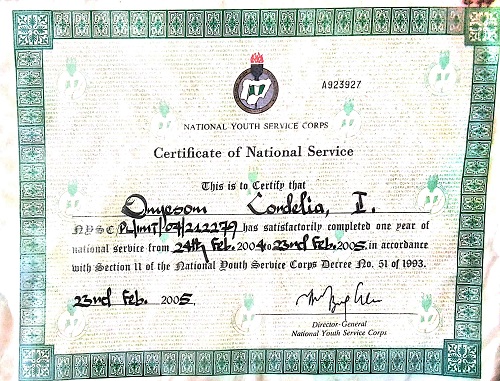 A923927
NATIONAL YOUTH SERVICE CORPS
Certificate of National Service
This is to Certify that
Onyesom Cordelia, I.
NYSC/PL/IMT/04/212279 has satisfactorily completed one year of
national service from 24th Feb. 2004 to 23rd Feb. 2005, in accordance
with Section 11 of the National Youth Service Corps Decree No. 51 of 1993.
23rd Feb. 2005.
Director-General
National Youth Service Corps